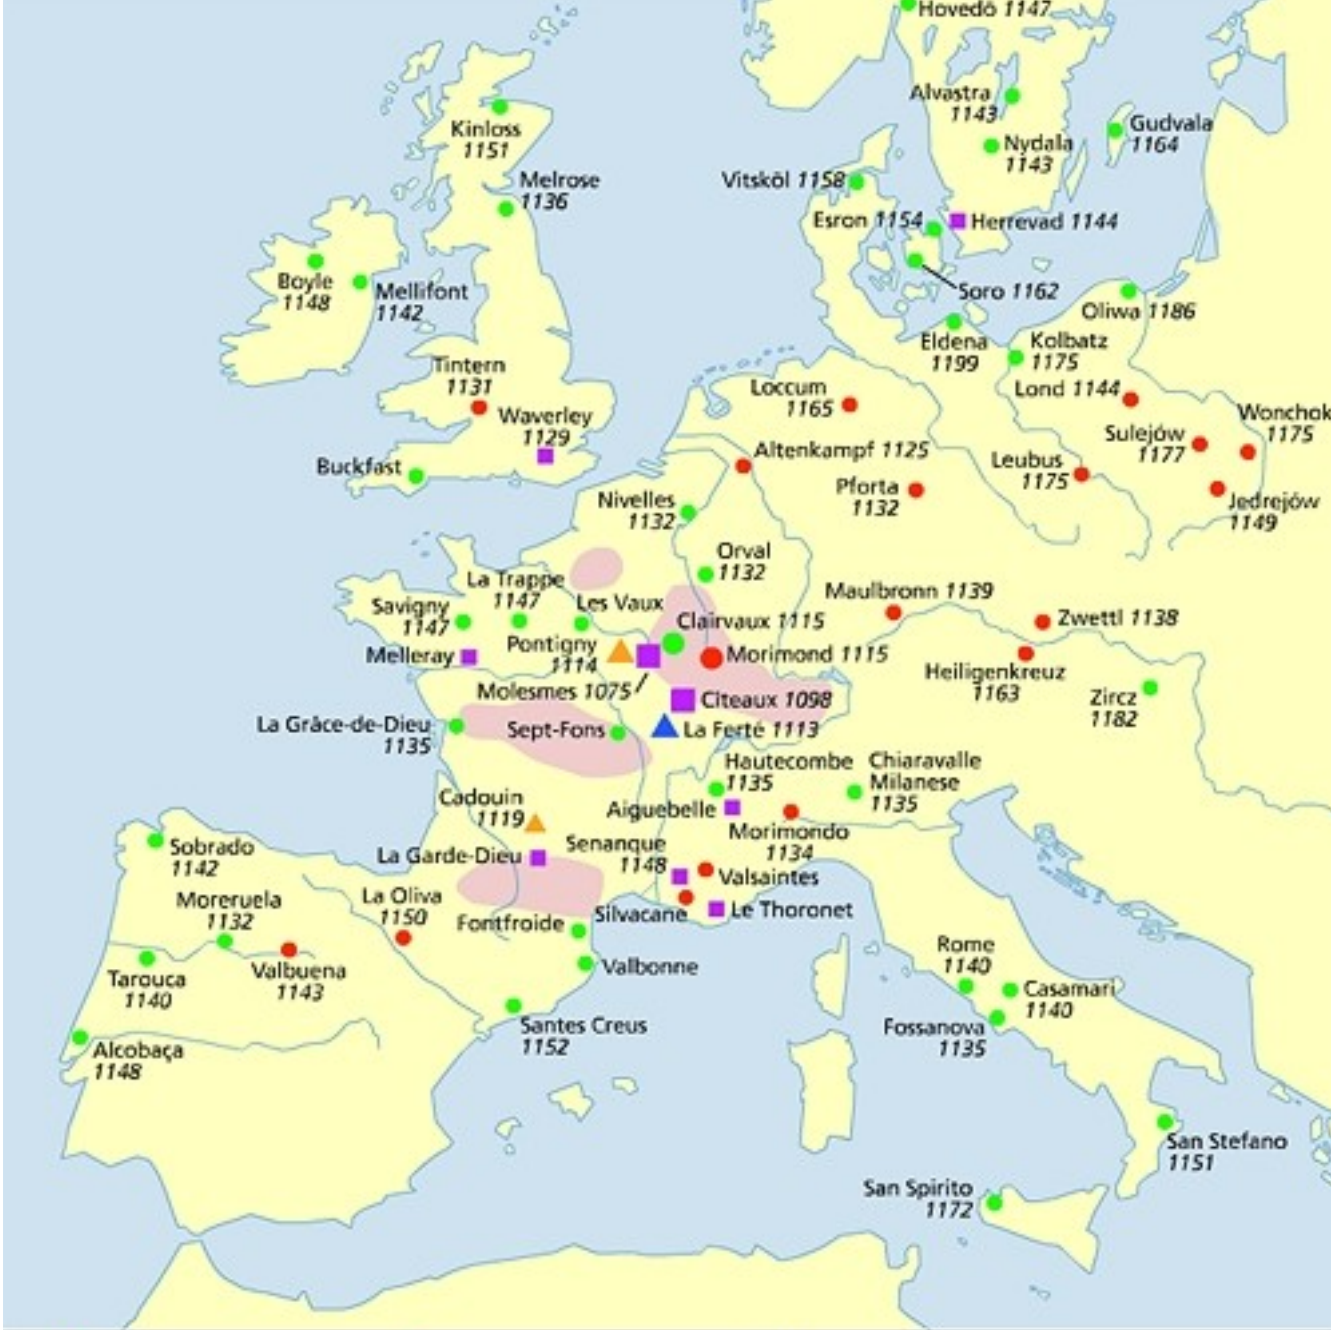 Hovedö 1147
Alvastra
1143
Gudvala
1164
Kinloss
1151
Nydala
1143
Melrose
1136
Vitsköl 1158
Esron 1154
Herrevad 1144
Boyle
1148
Mellifont
1142
Soro 1162
Oliwa 1186
Eldena
1199
Kolbatz
1175
Tintern
1131
Loccum
1165
Lond 1144
Waverley
1129
Wonchok
1175
Sulejów
1177
Altenkampf 1125
Buckfast
Leubus
1175
Pforta
1132
Nivelles
1132
Jedrejów
1149
Orval
1132
La Trappe
1147
Maulbronn 1139
Savigny
1147
Les Vaux
Clairvaux 1115
Zwettl 1138
Pontigny
1114
Melleray
Morimond 1115
Heiligenkreuz
1163
Molesmes 1075
Cîteaux 1098
Zircz
1182
La Grâce-de-Dieu
1135
Sept-Fons
La Ferté 1113
Hautecombe
1135
Chiaravalle
Milanese
1135
Cadouin
1119
Aiguebelle
Morimondo
1134
Sobrado
1142
Senanque
1148
La Garde-Dieu
Valsaintes
Moreruela
1132
La Oliva
1150
Silvacane
Le Thoronet
Fontfroide
Rome
1140
Tarouca
1140
Valbuena
1143
Valbonne
Casamari
1140
Santes Creus
1152
Fossanova
1135
Alcobaça
1148
San Stefano
1151
San Spirito
1172